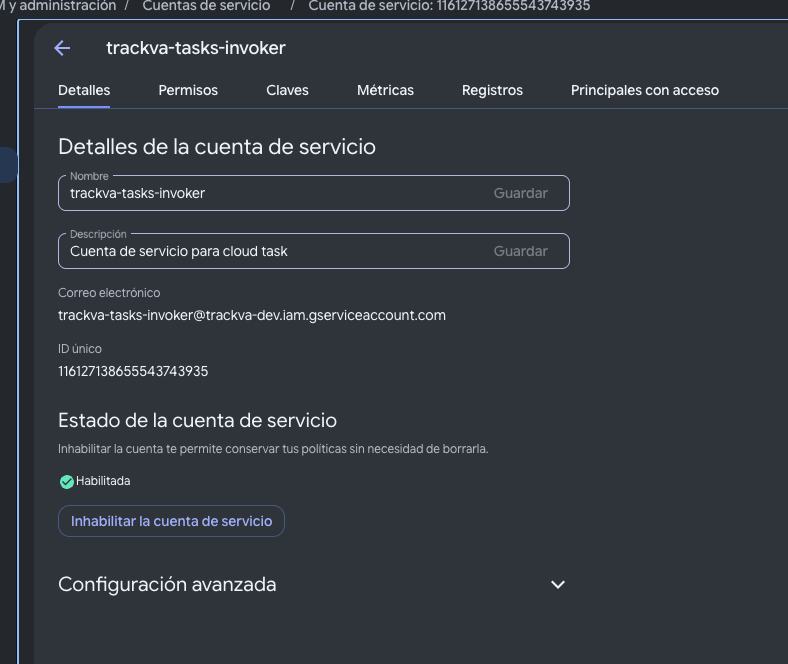 M y administración / Cuentas de servicio / Cuenta de servicio: 116127138655543743935
trackva-tasks-invoker
Detalles Permisos Claves Métricas Registros Principales con acceso
Detalles de la cuenta de servicio
Nombre
trackva-tasks-invoker Guardar
Descripción
Cuenta de servicio para cloud task Guardar
Correo electrónico
trackva-tasks-invoker@trackva-dev.iam.gserviceaccount.com
ID único
116127138655543743935
Estado de la cuenta de servicio
Inhabilitar la cuenta te permite conservar tus políticas sin necesidad de borrarla.
Habilitada
Inhabilitar la cuenta de servicio
Configuración avanzada